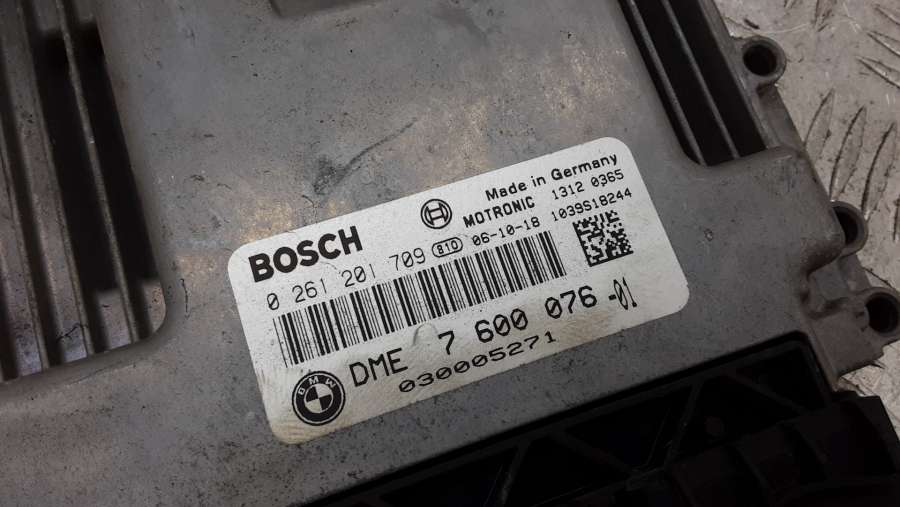 Made in Germany
BOSCH MOTRONIC 1312 0365
0 261 201 709 810 06-10-18 1039S18244
DME 7 600 076 -01
030005271
BMW